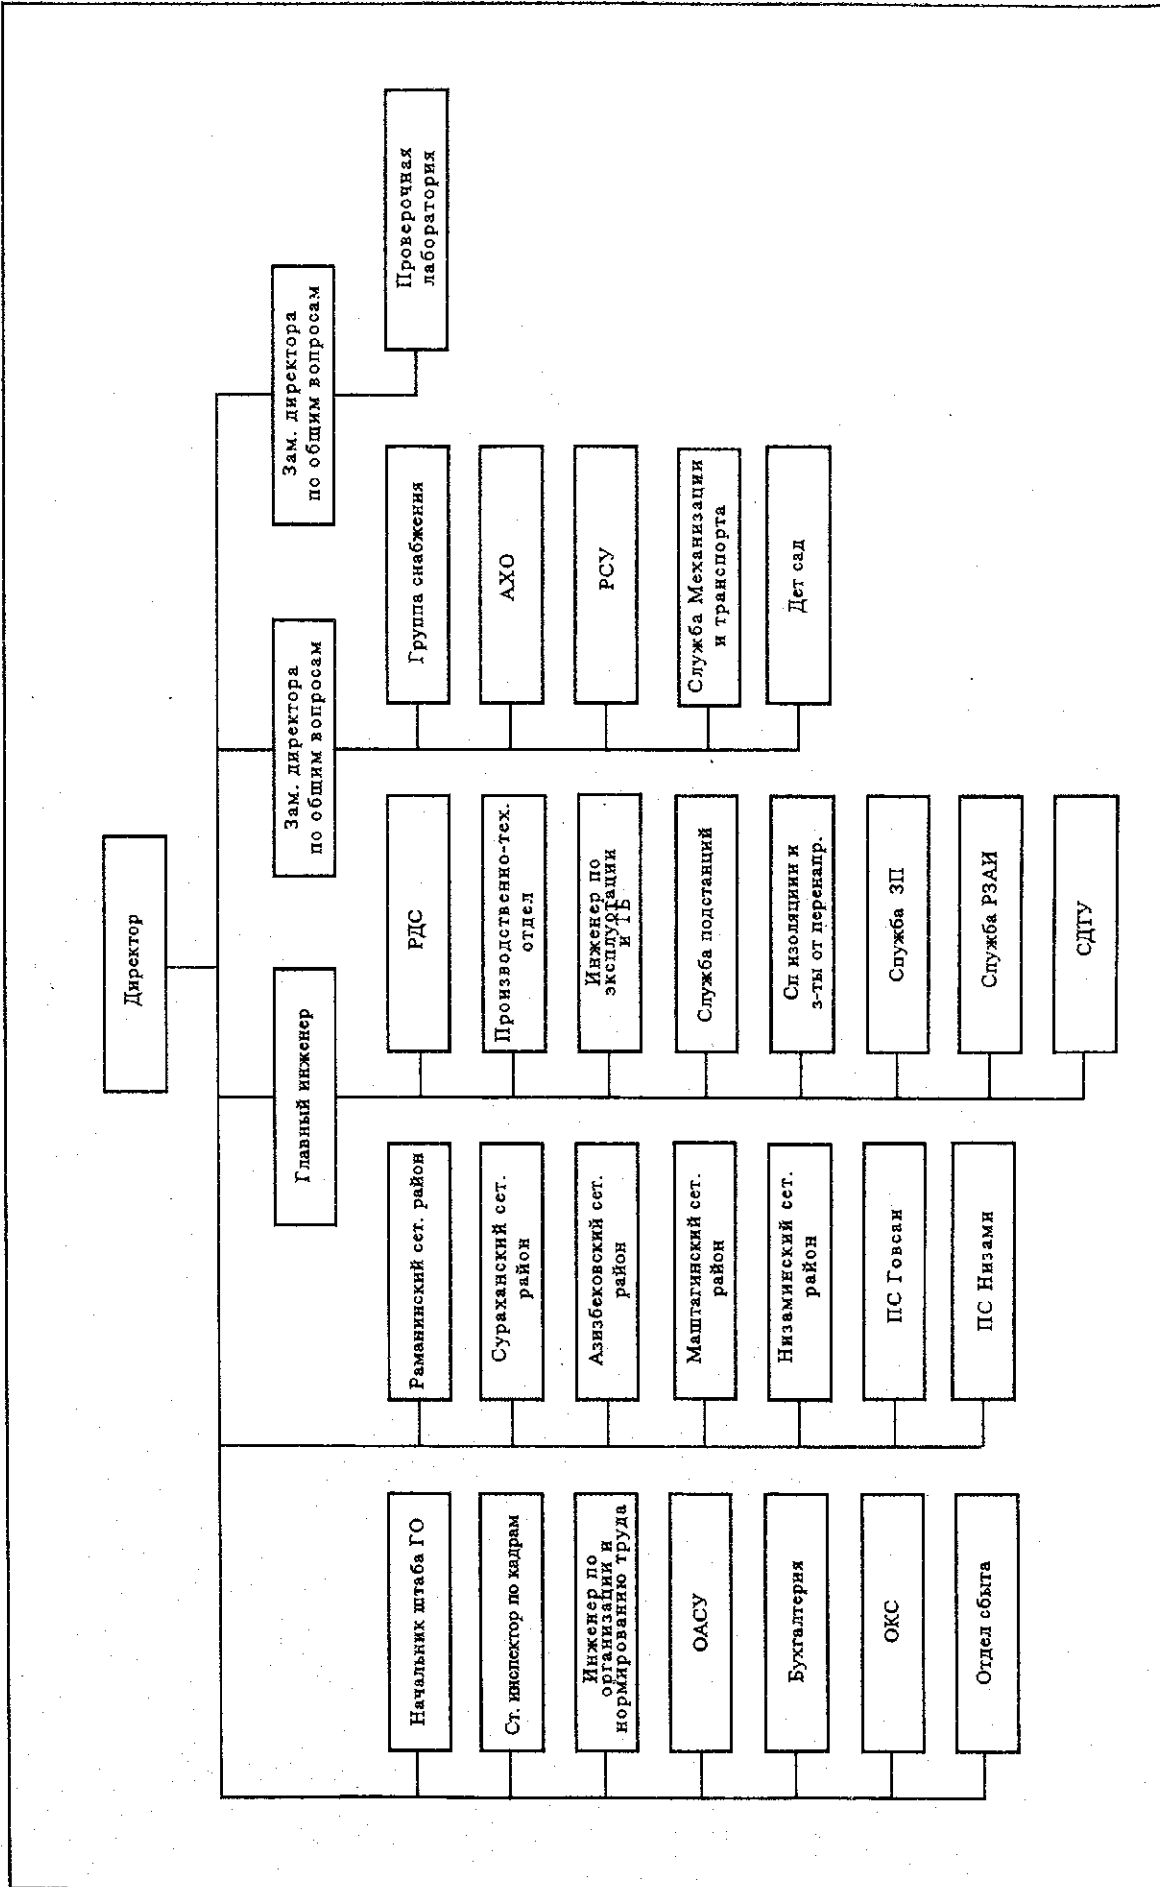 Директор
Главный инженер
Зам. директора
по общим вопросам
Зам. директора
по общим вопросам
Начальник штаба ГО
Ст. инспектор по кадрам
Инженер по
организации и
нормированию труда
ОАСУ
Бухгалтерия
ОКС
Отдел сбыта
Раманинский сет. район
Сураханский сет.
район
Азизбековский сет.
район
Маштагинский сет.
район
Низаминский сет.
район
ПС Говсан
ПС Низами
РДС
Производственно-тех.
отдел
Инженер по
эксплуотации
и ТБ
Служба подстанций
Сп изоляциии и
з-ты от перенапр.
Служба ЗП
Служба РЗАИ
СДТУ
Группа снабжения
АХО
РСУ
Служба Механизации
и транспорта
Дет сад
Проверочная
лаборатория